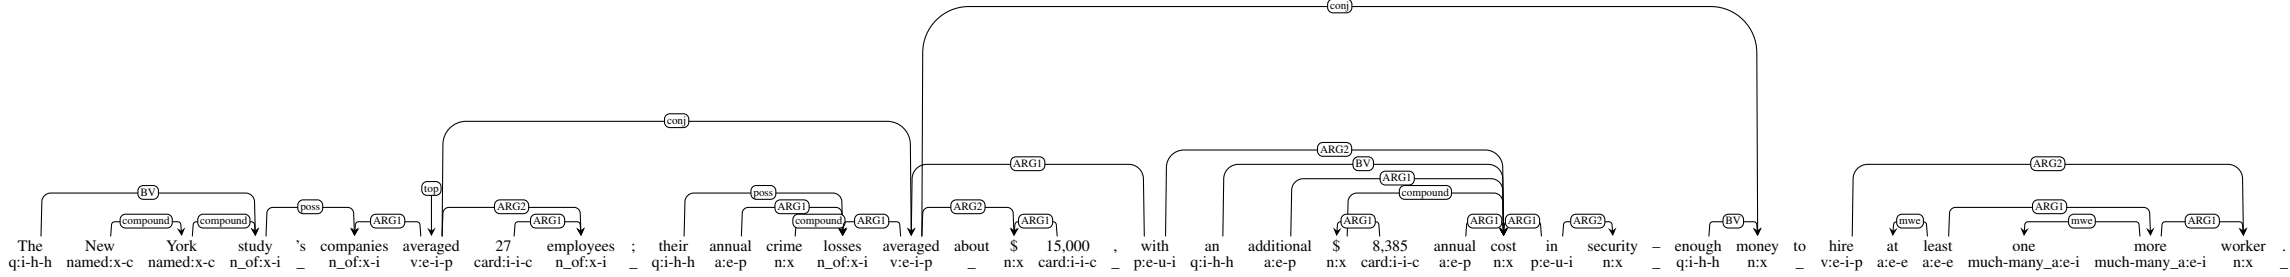 conj
conj
ARG2
ARG1 BV ARG2
ARG1
top
BV poss compound
poss ARG2 ARG1 ARG2 ARG1
compound compound ARG1 ARG1 compound ARG1 ARG1 ARG1 ARG1 ARG1 ARG2 BV mwe mwe ARG1
The New York study 's companies averaged 27 employees ; their annual crime losses averaged about $ 15,000 , with an additional $ 8,385 annual cost in security – enough money to hire at least one more worker .
q:i-h-h named:x-c named:x-c n_of:x-i _ n_of:x-i v:e-i-p card:i-i-c n_of:x-i _ q:i-h-h a:e-p n:x n_of:x-i v:e-i-p _ n:x card:i-i-c _ p:e-u-i q:i-h-h a:e-p n:x card:i-i-c a:e-p n:x p:e-u-i n:x _ q:i-h-h n:x _ v:e-i-p a:e-e a:e-e much-many_a:e-i much-many_a:e-i n:x _